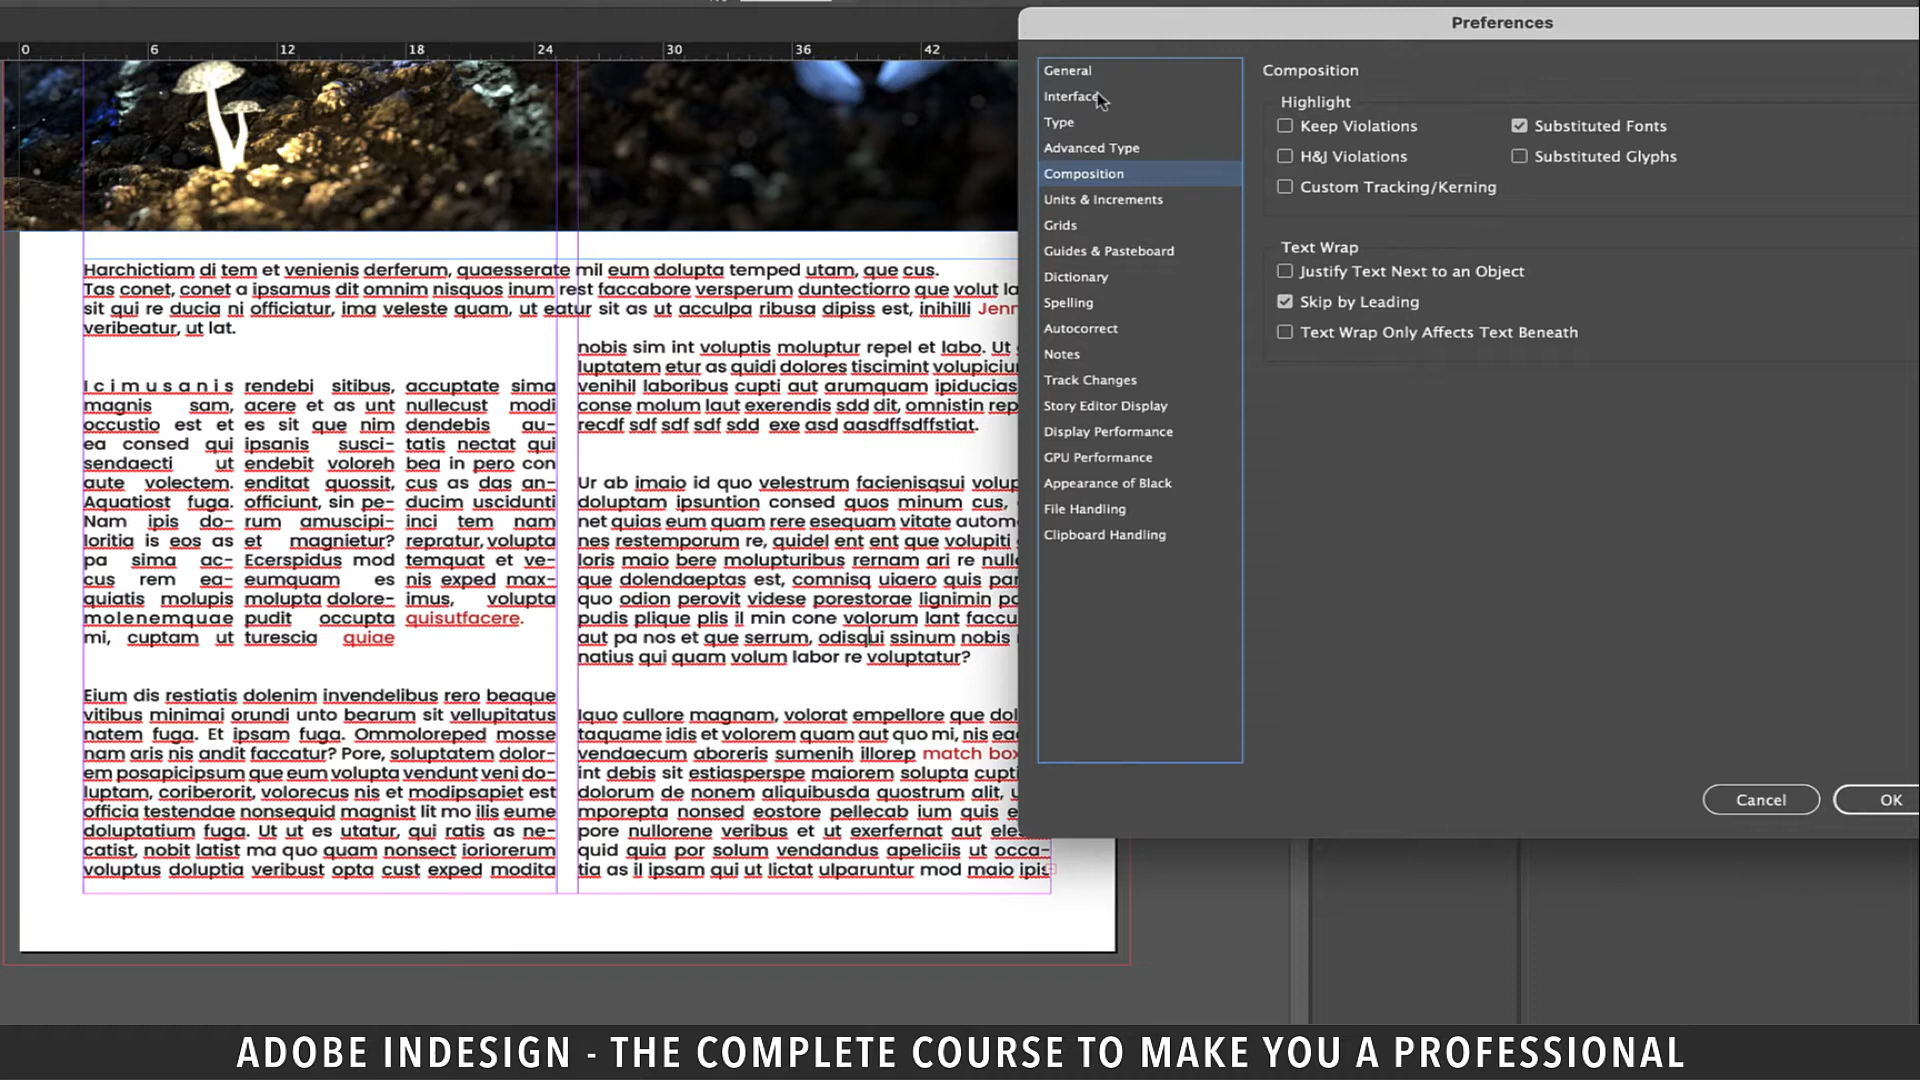 Preferences
0 6 12 18 24 30 36 42
General
Interface
Type
Advanced Type
Composition
Units & Increments
Grids
Guides & Pasteboard
Dictionary
Spelling
Autocorrect
Notes
Track Changes
Story Editor Display
Display Performance
GPU Performance
Appearance of Black
File Handling
Clipboard Handling
Composition
Highlight
Keep Violations
Substituted Fonts
H&J Violations
Substituted Glyphs
Custom Tracking/Kerning
Text Wrap
Justify Text Next to an Object
Skip by Leading
Text Wrap Only Affects Text Beneath
Cancel
OK
Harchictiam di tem et venienis derferum, quaesserate mil eum dolupta temped utam, que cus.
Tas conet, conet a ipsamus dit omnim nisquos inum rest faccabore versperum duntectiorro que volut
sit qui re ducia ni officiatur, ima veleste quam, ut eatur sit as ut acculpa ribusa dipiss est, inihilli
veribeatur, ut lat.
Icimusanis
magnis sam,
occustio est et
ea consed qui
sendaecti ut
aute volectem.
Aquatiost fuga.
Nam ipis do-
loritia is eos as
pa sima ac-
cus rem ea-
quiatis molupis
molenemquae
mi, cuptam ut
rendebi sitibus,
acere et as unt
es sit que nim
ipsanis susci-
endebit voloreh
enditat quossit,
officiunt, sin pe-
rum amuscipi-
et magnietur?
Ecerspidus mod
eumquam es
molupta dolore-
pudit occupta
turescia quiae
accuptate sima
nullecust modi
dendebis au-
tatis nectat qui
bea in pero con
cus as das an-
ducim uscidunti
inci tem nam
repratur, volupta
temquat et ve-
nis exped max-
imus, volupta
quisutfacere.
Eium dis restiatis dolenim invendelibus rero beaque
vitibus minimai orundi unto bearum sit vellupitatus
natem fuga. Et ipsam fuga. Ommoloreped mosse
nam aris nis andit faccatur? Pore, soluptatem dolor-
em posapicipsum que eum volupta vendunt veni do-
luptam, coriberorit, volorecus nis et modipsapiet est
officia testendae nonsequid magnist lit mo ilis eume
doluptatium fuga. Ut ut es utatur, qui ratis as ne-
catist, nobit latist ma quo quam nonsect ioriorerum
voluptus doluptia veribust opta cust exped modita
nobis sim int voluptis moluptur repel et labo. Ut
luptatem etur as quidi dolores tiscimint
venihil laboribus cupti aut arumquam
conse molum laut exerendis sdd dit, omnistin
recdf sdf sdf sdf sdd exe asd aasdffsdffstiat.
Ur ab imaio id quo velestrum facienisqsui
doluptam ipsuntion consed quos minum cus,
net quias eum quam rere esequam vitate
nes restemporum re, quidel ent ent que volupiti
loris maio bere molupturibus rernam ari re
que dolendaeptas est, comnisq uiaero quis
quo odion perovit videse porestorae lignimin
pudis plique plis il min cone volorum lant
aut pa nos et que serrum, odisqui ssinum nobis
natius qui quam volum labor re voluptatur?
Iquo cullore magnam, volorat empellore que
taquame idis et volorem quam aut quo mi, nis
vendaecum aboreris sumenih illorep match box
int debis sit estiasperspe maiorem solupta
dolorum de nonem aliquibusda quostrum alit,
mporepta nonsed eostore pellecab ium quis
pore nullorene veribus et ut exerfernat aut
quid quia por solum vendandus apeliciis ut occa-
tia as il ipsam qui ut lictat ulparuntur mod maio ipis
ADOBE INDESIGN - THE COMPLETE COURSE TO MAKE YOU A PROFESSIONAL